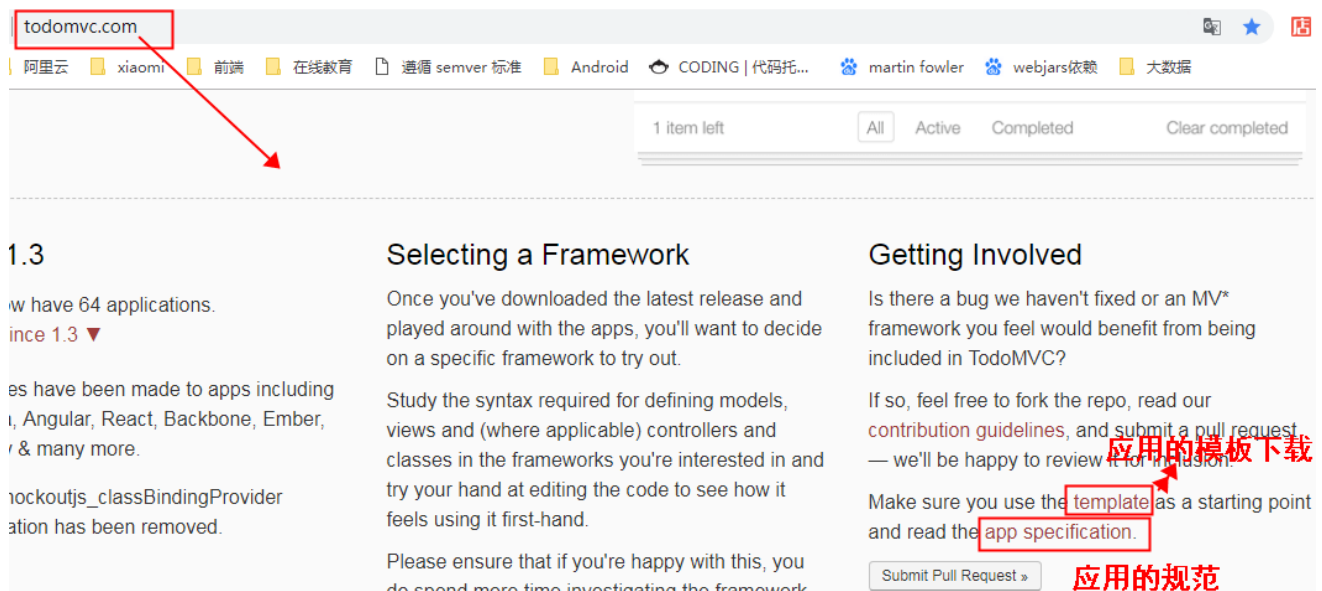 todomvc.com
店
阿里云 xiaomi 前端 在线教育 遵循 semver 标准 Android CODING | 代码托... martin fowler webjars依赖 大数据
1 item left All Active Completed Clear completed
1.3
ow have 64 applications.
ince 1.3 ▼
es have been made to apps including
, Angular, React, Backbone, Ember,
& many more.
nockoutjs_classBindingProvider
ation has been removed.
Selecting a Framework
Once you've downloaded the latest release and
played around with the apps, you'll want to decide
on a specific framework to try out.
Study the syntax required for defining models,
views and (where applicable) controllers and
classes in the frameworks you're interested in and
try your hand at editing the code to see how it
feels using it first-hand.
Please ensure that if you're happy with this, you
do spend more time investigating the framework
Getting Involved
Is there a bug we haven't fixed or an MV*
framework you feel would benefit from being
included in TodoMVC?
If so, feel free to fork the repo, read our
contribution guidelines, and submit a pull request
— we'll be happy to review it for inclusion.
应用的模板下载
Make sure you use the template as a starting point
and read the app specification.
Submit Pull Request »
应用的规范